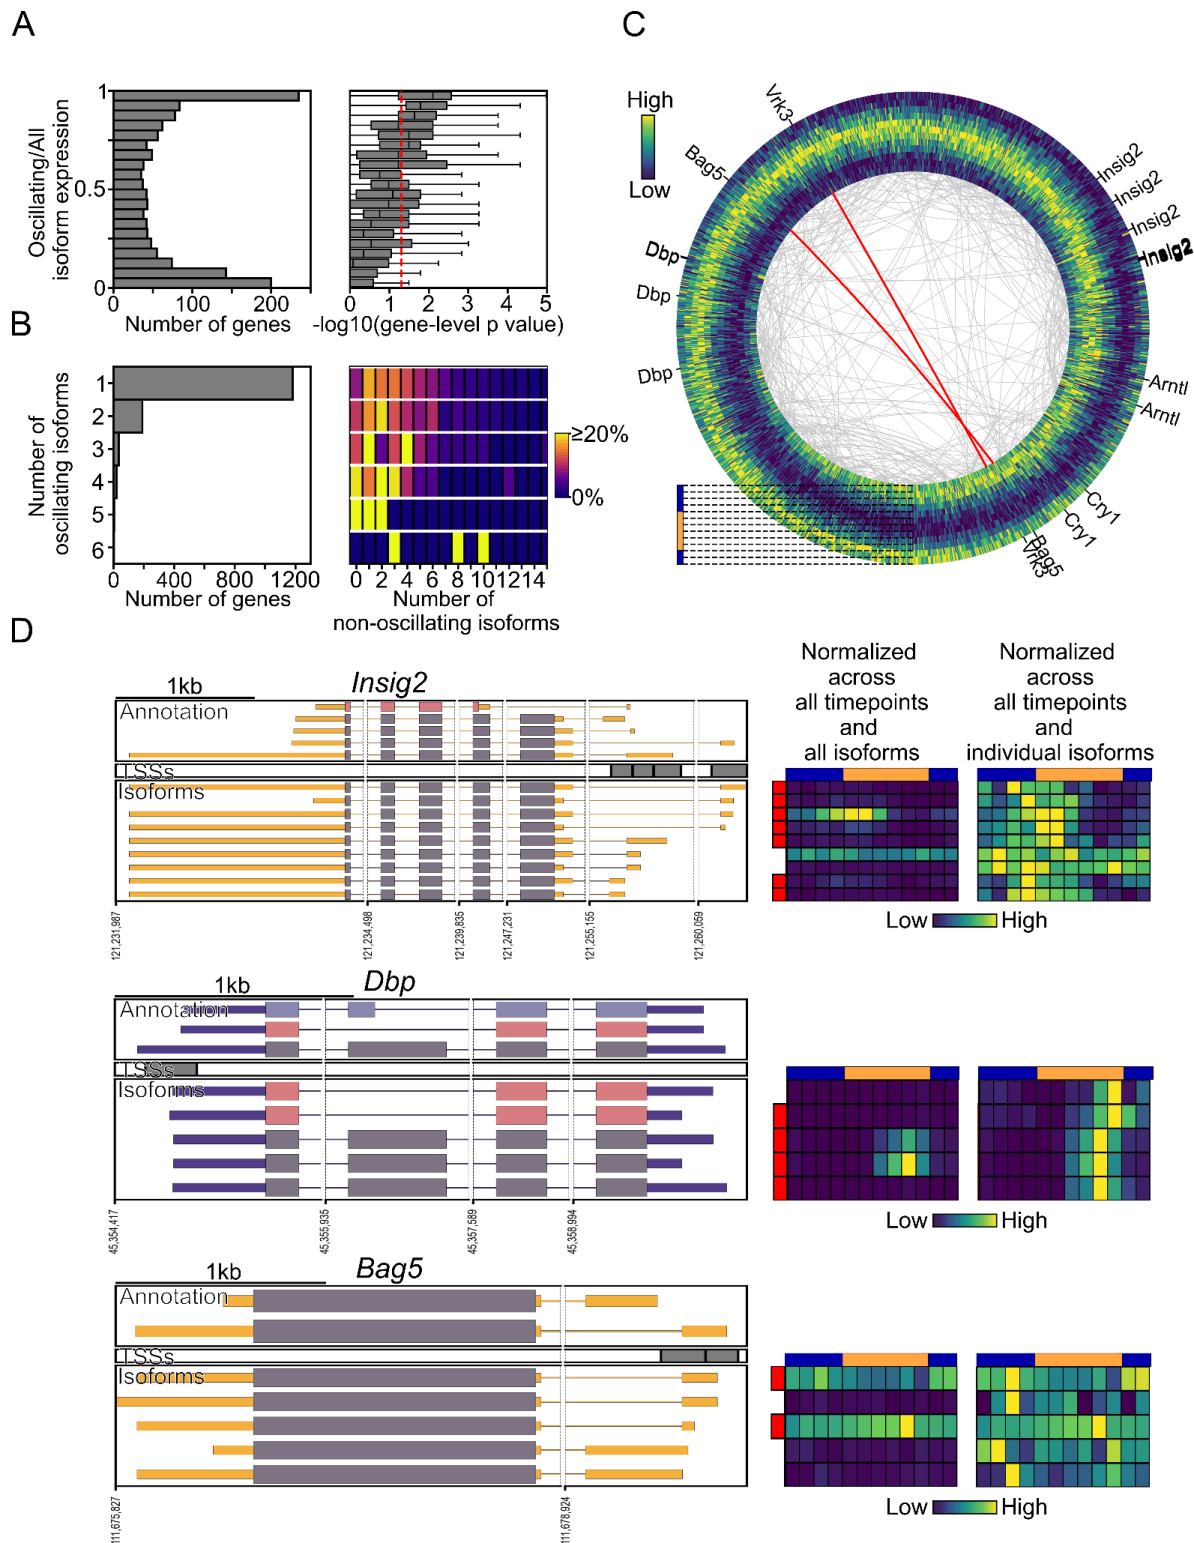 A
Oscillating/All
isoform expression
1
0.5
0
0 100 200
Number of genes
0 1 2 3 4 5
-log10(gene-level p value)
B
Number of
oscillating isoforms
1
2
3
4
5
6
0 400 800 1200
Number of genes
≥20%
0%
0 2 4 6 8 10 12 14
Number of
non-oscillating isoforms
C
High
Low
Vrk3
Bag5
Dbp
Dbp
Dbp
Insig2
Insig2
Insig2
Insig2
Arntl
Arntl
Cry1
Cry1
Bag5
Vrk3
D
1kb
Insig2
Annotation
TSSs
Isoforms
121,231,987
121,234,498
121,239,835
121,247,231
121,255,155
121,260,059
Normalized
across
all timepoints
and
all isoforms
Normalized
across
all timepoints
and
individual isoforms
Low High
1kb
Dbp
Annotation
TSSs
Isoforms
45,354,417
45,355,935
45,357,589
45,358,994
Low High
1kb
Bag5
Annotation
TSSs
Isoforms
111,675,827
111,678,924
Low High